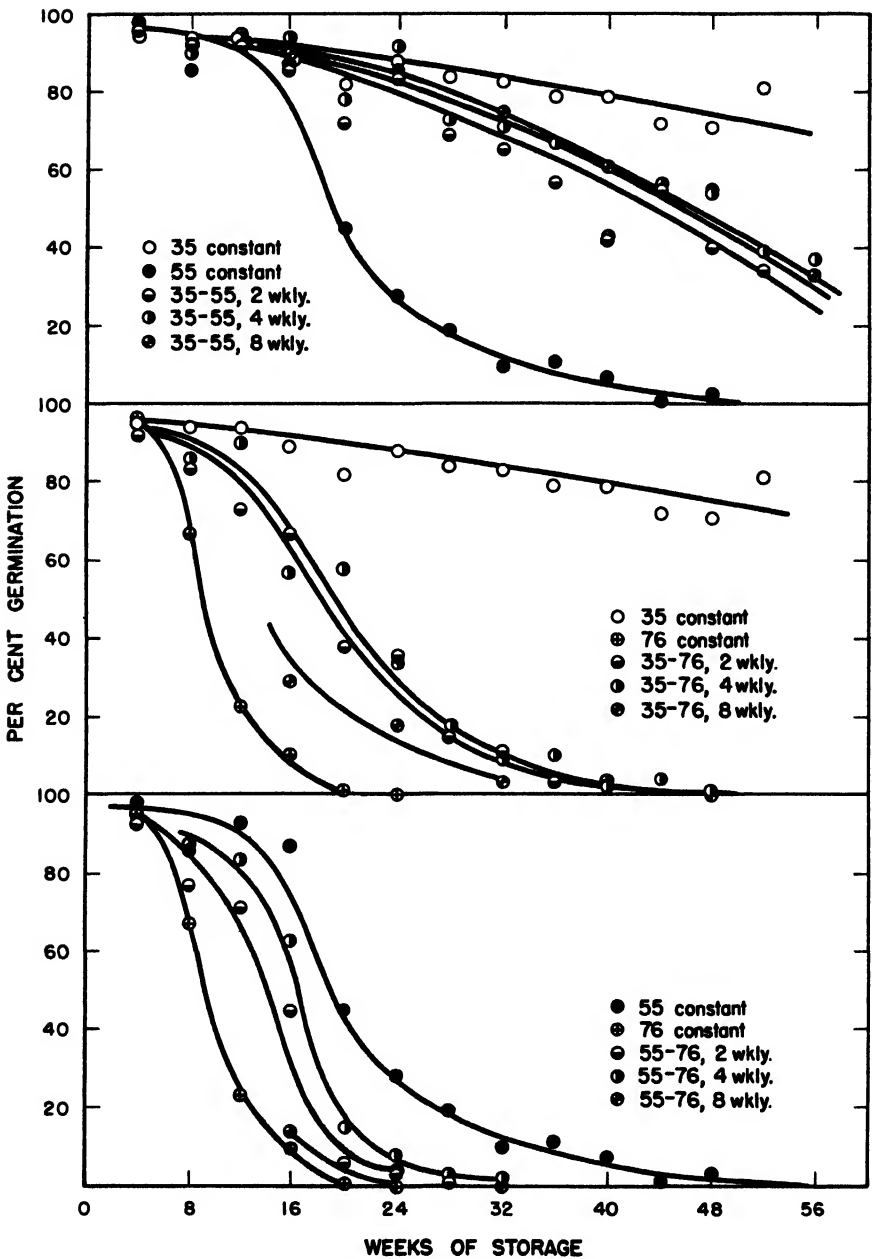 100
80
60
40
20
○ 35 constant
● 55 constant
◒ 35-55, 2 wkly.
◑ 35-55, 4 wkly.
35-55, 8 wkly.
100
80
60
40
20
○ 35 constant
⊕ 76 constant
◒ 35-76, 2 wkly.
◑ 35-76, 4 wkly.
35-76, 8 wkly.
100
80
60
40
20
● 55 constant
⊕ 76 constant
◒ 55-76, 2 wkly.
◑ 55-76, 4 wkly.
55-76, 8 wkly.
0 8 16 24 32 40 48 56
WEEKS OF STORAGE
PER CENT GERMINATION